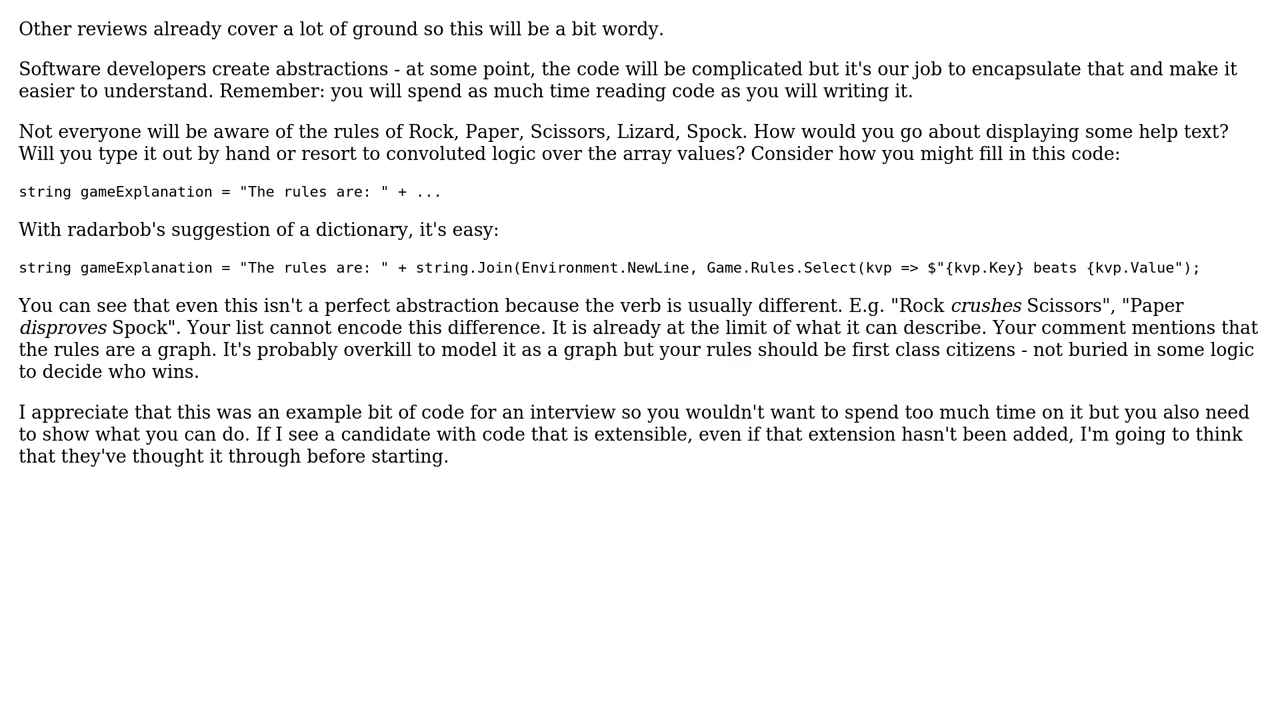 Other reviews already cover a lot of ground so this will be a bit wordy.
Software developers create abstractions - at some point, the code will be complicated but it's our job to encapsulate that and make it
easier to understand. Remember: you will spend as much time reading code as you will writing it.
Not everyone will be aware of the rules of Rock, Paper, Scissors, Lizard, Spock. How would you go about displaying some help text?
Will you type it out by hand or resort to convoluted logic over the array values? Consider how you might fill in this code:
string gameExplanation = "The rules are: " + ...
With radarbob's suggestion of a dictionary, it's easy:
string gameExplanation = "The rules are: " + string.Join(Environment.NewLine, Game.Rules.Select(kvp => $"{kvp.Key} beats {kvp.Value");
You can see that even this isn't a perfect abstraction because the verb is usually different. E.g. "Rock crushes Scissors", "Paper
disproves Spock". Your list cannot encode this difference. It is already at the limit of what it can describe. Your comment mentions that
the rules are a graph. It's probably overkill to model it as a graph but your rules should be first class citizens - not buried in some logic
to decide who wins.
I appreciate that this was an example bit of code for an interview so you wouldn't want to spend too much time on it but you also need
to show what you can do. If I see a candidate with code that is extensible, even if that extension hasn't been added, I'm going to think
that they've thought it through before starting.